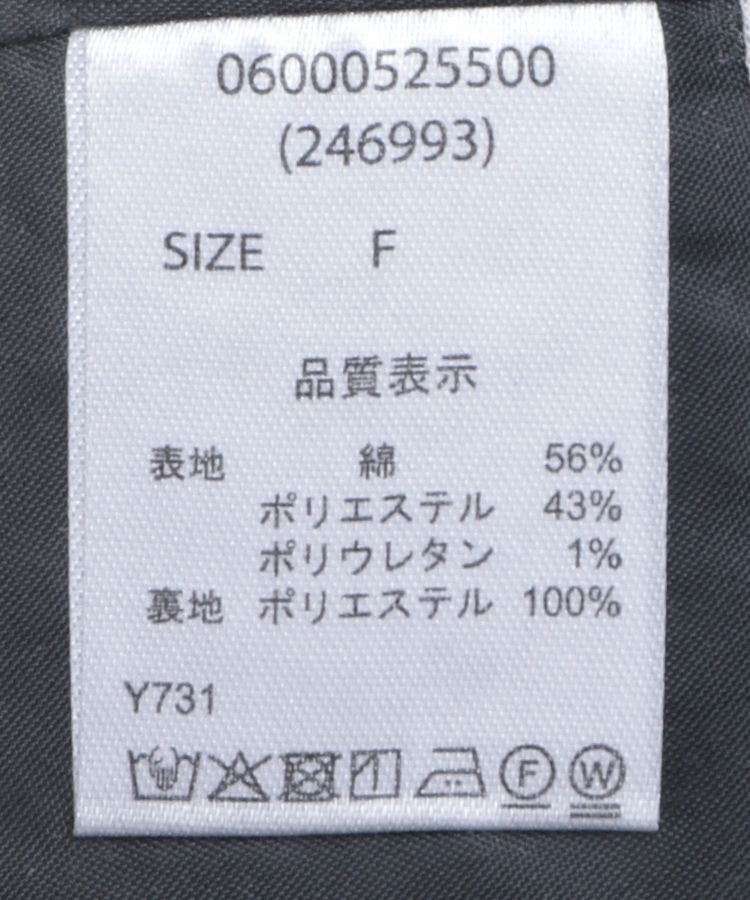 06000525500
(246993)
SIZE F
品質表示
表地 綿 56%
ポリエステル 43%
ポリウレタン 1%
裏地 ポリエステル 100%
Y731
F W